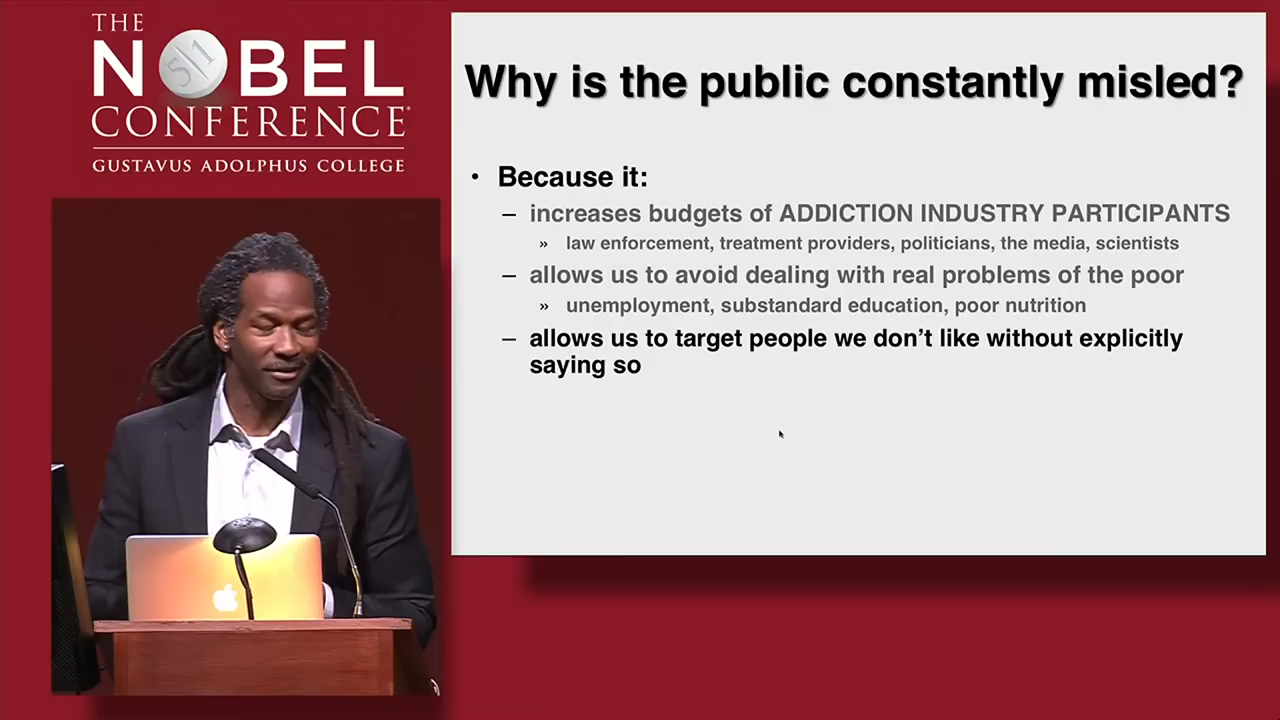 THE
NOBEL
CONFERENCE®
GUSTAVUS ADOLPHUS COLLEGE
Why is the public constantly misled?
• Because it:
– increases budgets of ADDICTION INDUSTRY PARTICIPANTS
» law enforcement, treatment providers, politicians, the media, scientists
– allows us to avoid dealing with real problems of the poor
» unemployment, substandard education, poor nutrition
– allows us to target people we don’t like without explicitly
saying so